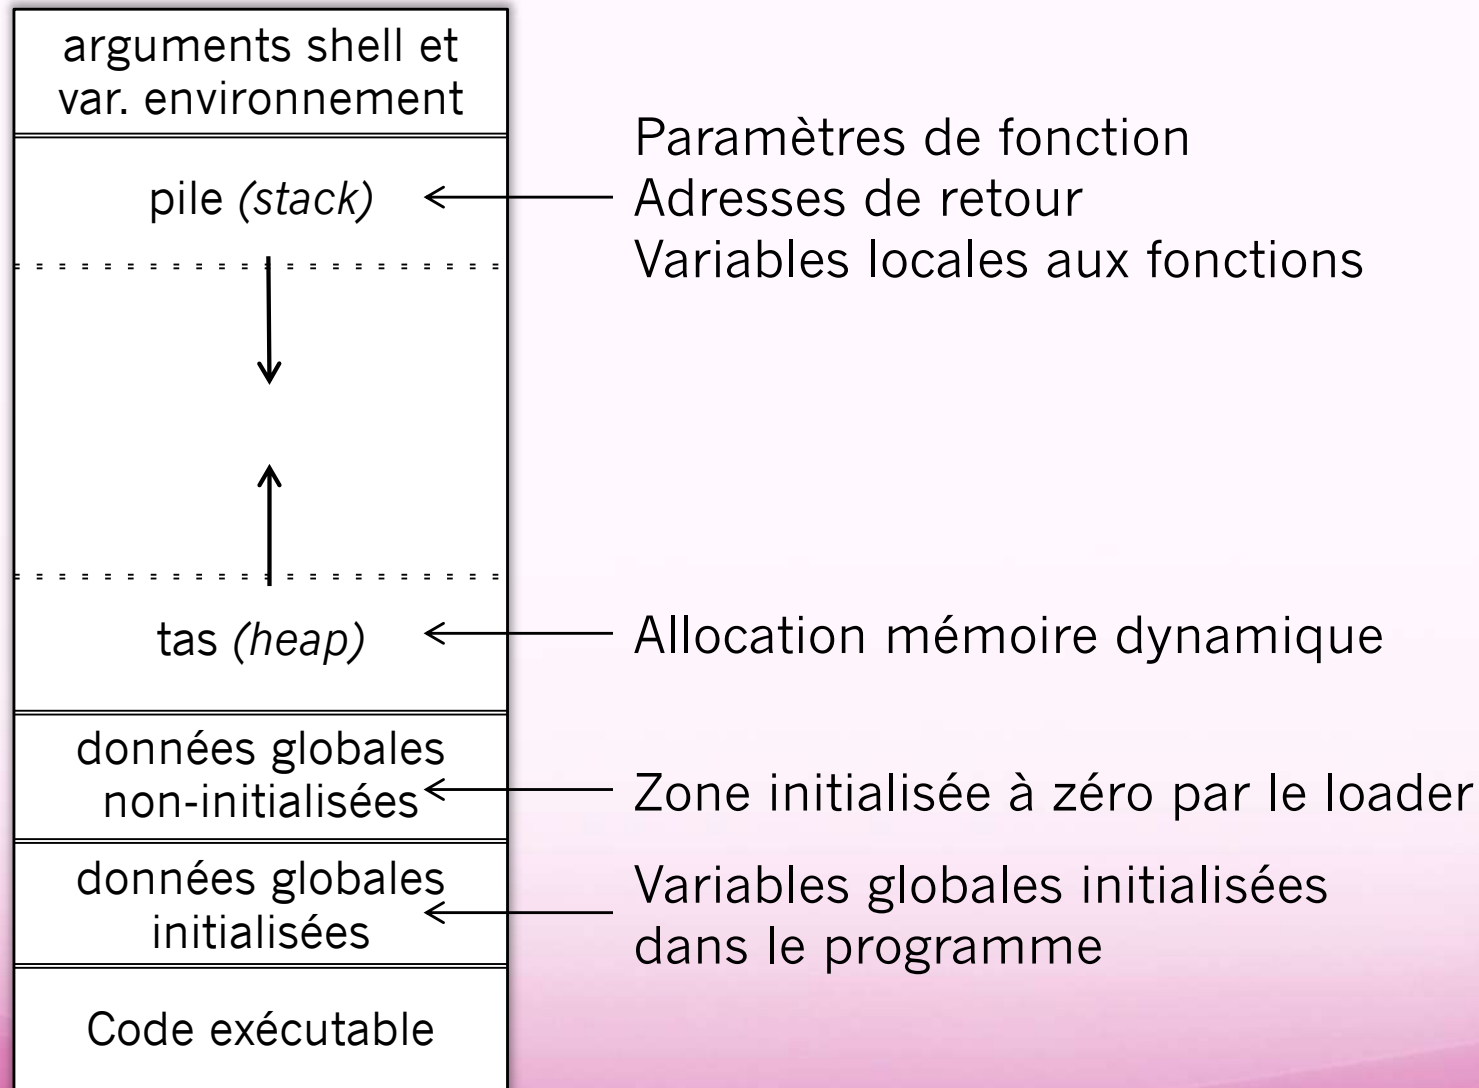 arguments shell et
var. environnement
pile (stack)
Paramètres de fonction
Adresses de retour
Variables locales aux fonctions
tas (heap)
Allocation mémoire dynamique
données globales
non-initialisées
Zone initialisée à zéro par le loader
données globales
initialisées
Variables globales initialisées
dans le programme
Code exécutable